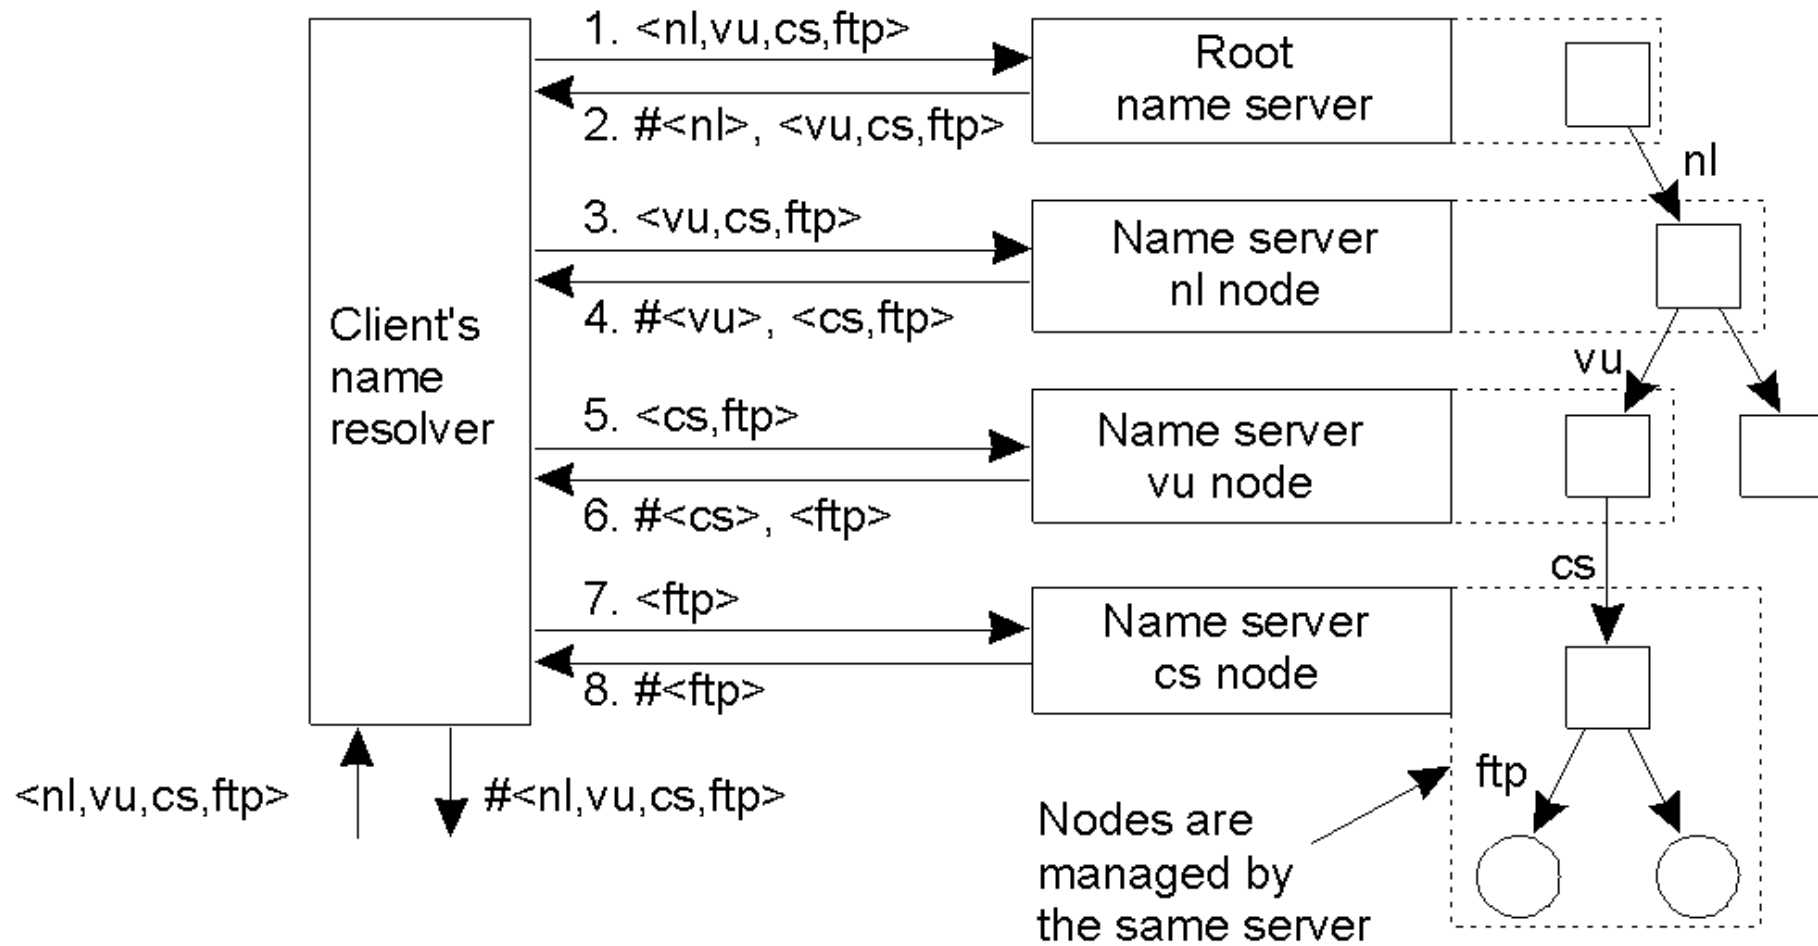 1. <nl,vu,cs,ftp>
Root
name server
2. #<nl>, <vu,cs,ftp>
nl
3. <vu,cs,ftp>
Name server
nl node
4. #<vu>, <cs,ftp>
vu
Client's
name
resolver
5. <cs,ftp>
Name server
vu node
6. #<cs>, <ftp>
cs
7. <ftp>
Name server
cs node
8. #<ftp>
ftp
<nl,vu,cs,ftp>
#<nl,vu,cs,ftp>
Nodes are
managed by
the same server